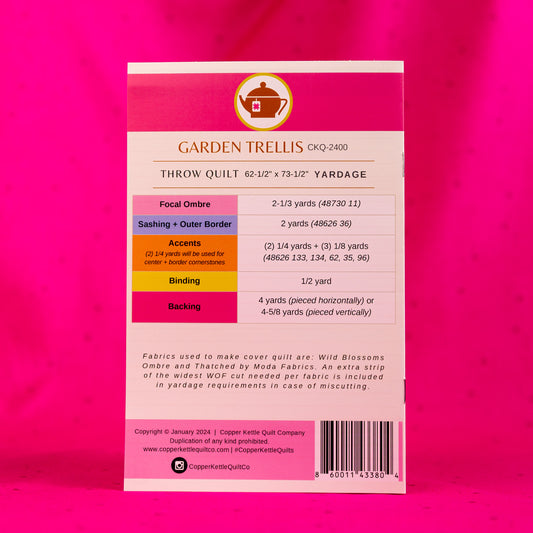 GARDEN TRELLIS CKQ-2400
THROW QUILT 62-1/2" x 73-1/2" YARDAGE
Focal Ombre 2-1/3 yards (48730 11)
Sashing + Outer Border 2 yards (48626 36)
Accents
(2) 1/4 yards will be used for
center + border cornerstones
(2) 1/4 yards + (3) 1/8 yards
(48626 133, 134, 62, 35, 96)
Binding 1/2 yard
Backing
4 yards (pieced horizontally) or
4-5/8 yards (pieced vertically)
Fabrics used to make cover quilt are: Wild Blossoms
Ombre and Thatched by Moda Fabrics. An extra strip
of the widest WOF cut needed per fabric is included
in yardage requirements in case of miscutting.
Copyright © January 2024 | Copper Kettle Quilt Company
Duplication of any kind prohibited.
www.copperkettlequiltco.com | #CopperKettleQuilts
CopperKettleQuiltCo
8 60011 43380 4